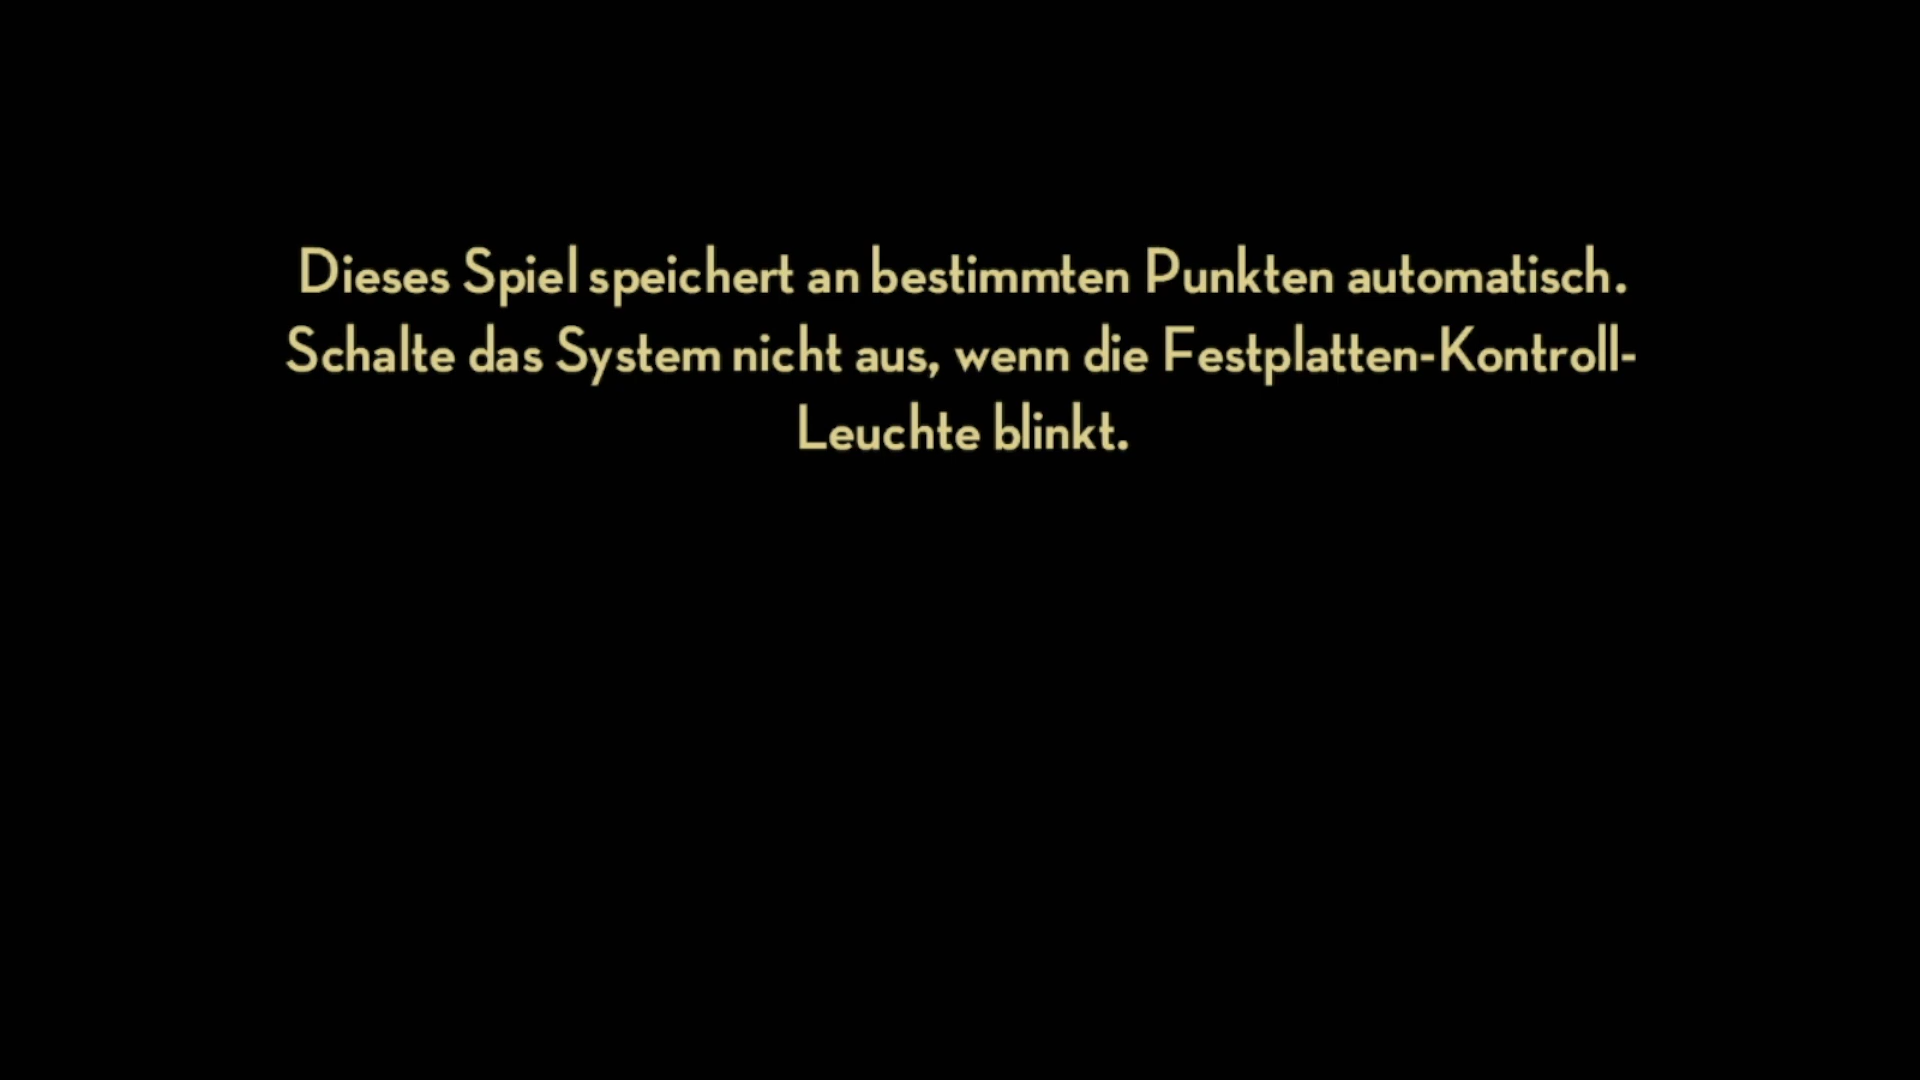 Dieses Spiel speichert an bestimmten Punkten automatisch.
Schalte das System nicht aus, wenn die Festplatten-Kontroll-
Leuchte blinkt.